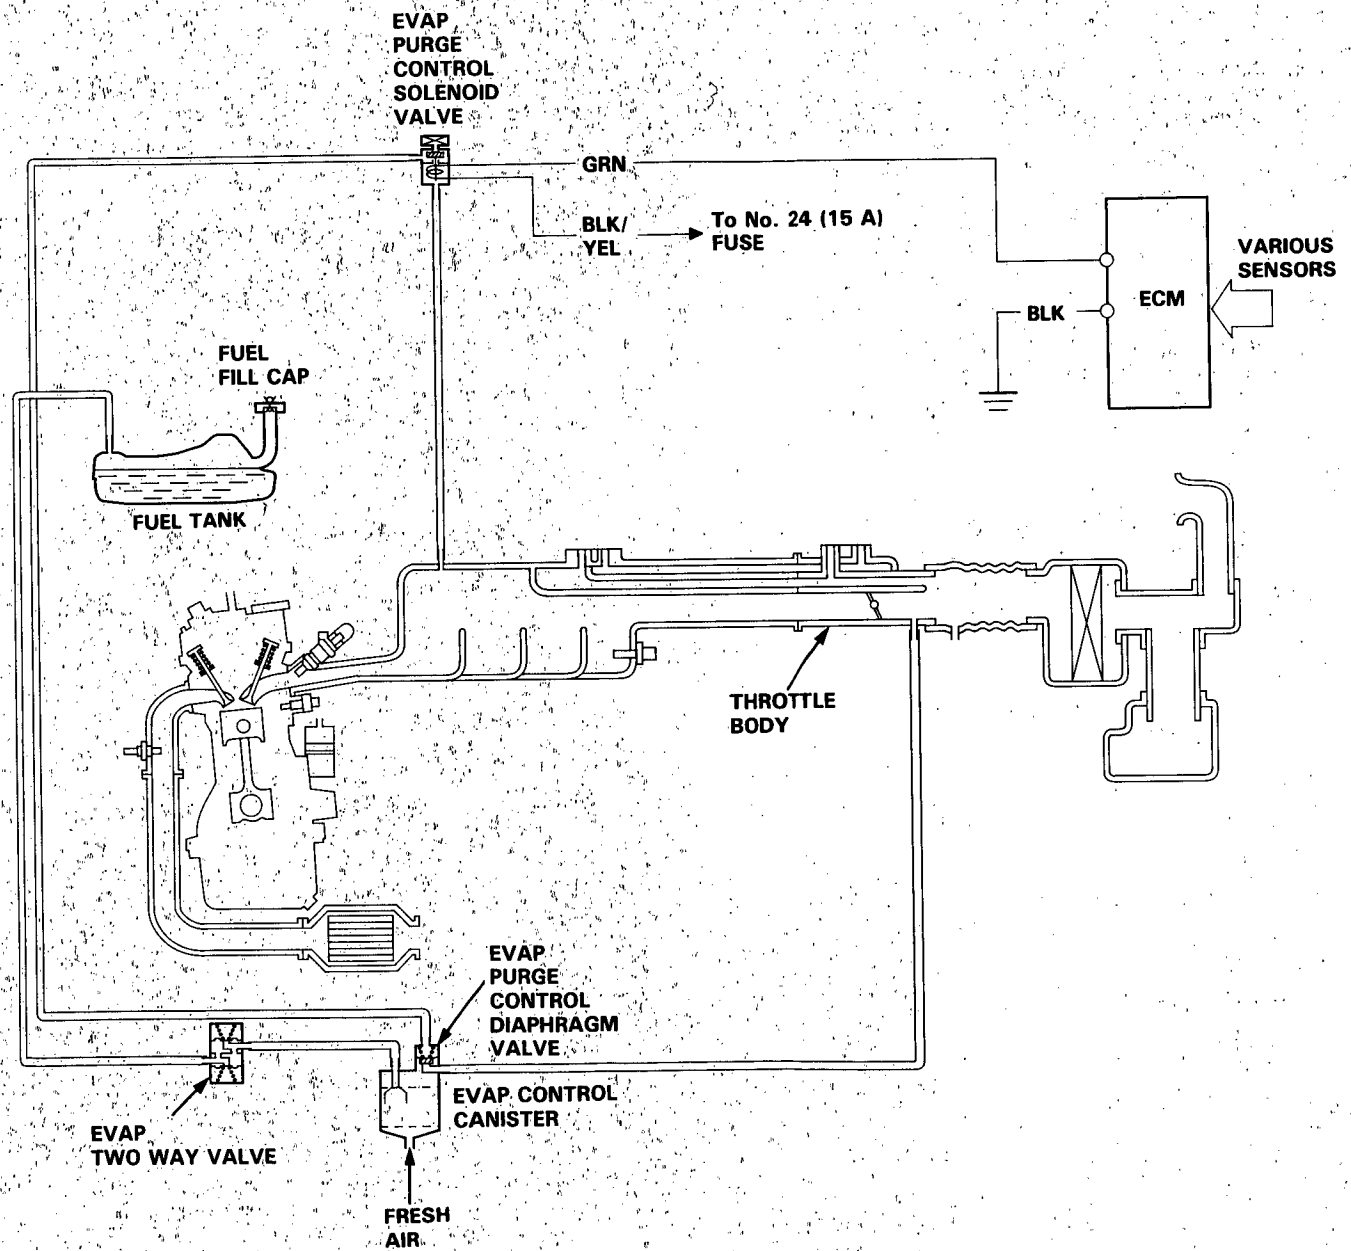 EVAP
PURGE
CONTROL
SOLENOID
VALVE
GRN
BLK/
YEL
To No. 24 (15 A)
FUSE
VARIOUS
SENSORS
ECM
BLK
FUEL
FILL CAP
FUEL TANK
THROTTLE
BODY
EVAP
PURGE
CONTROL
DIAPHRAGM
VALVE
EVAP CONTROL
CANISTER
EVAP
TWO WAY VALVE
FRESH
AIR